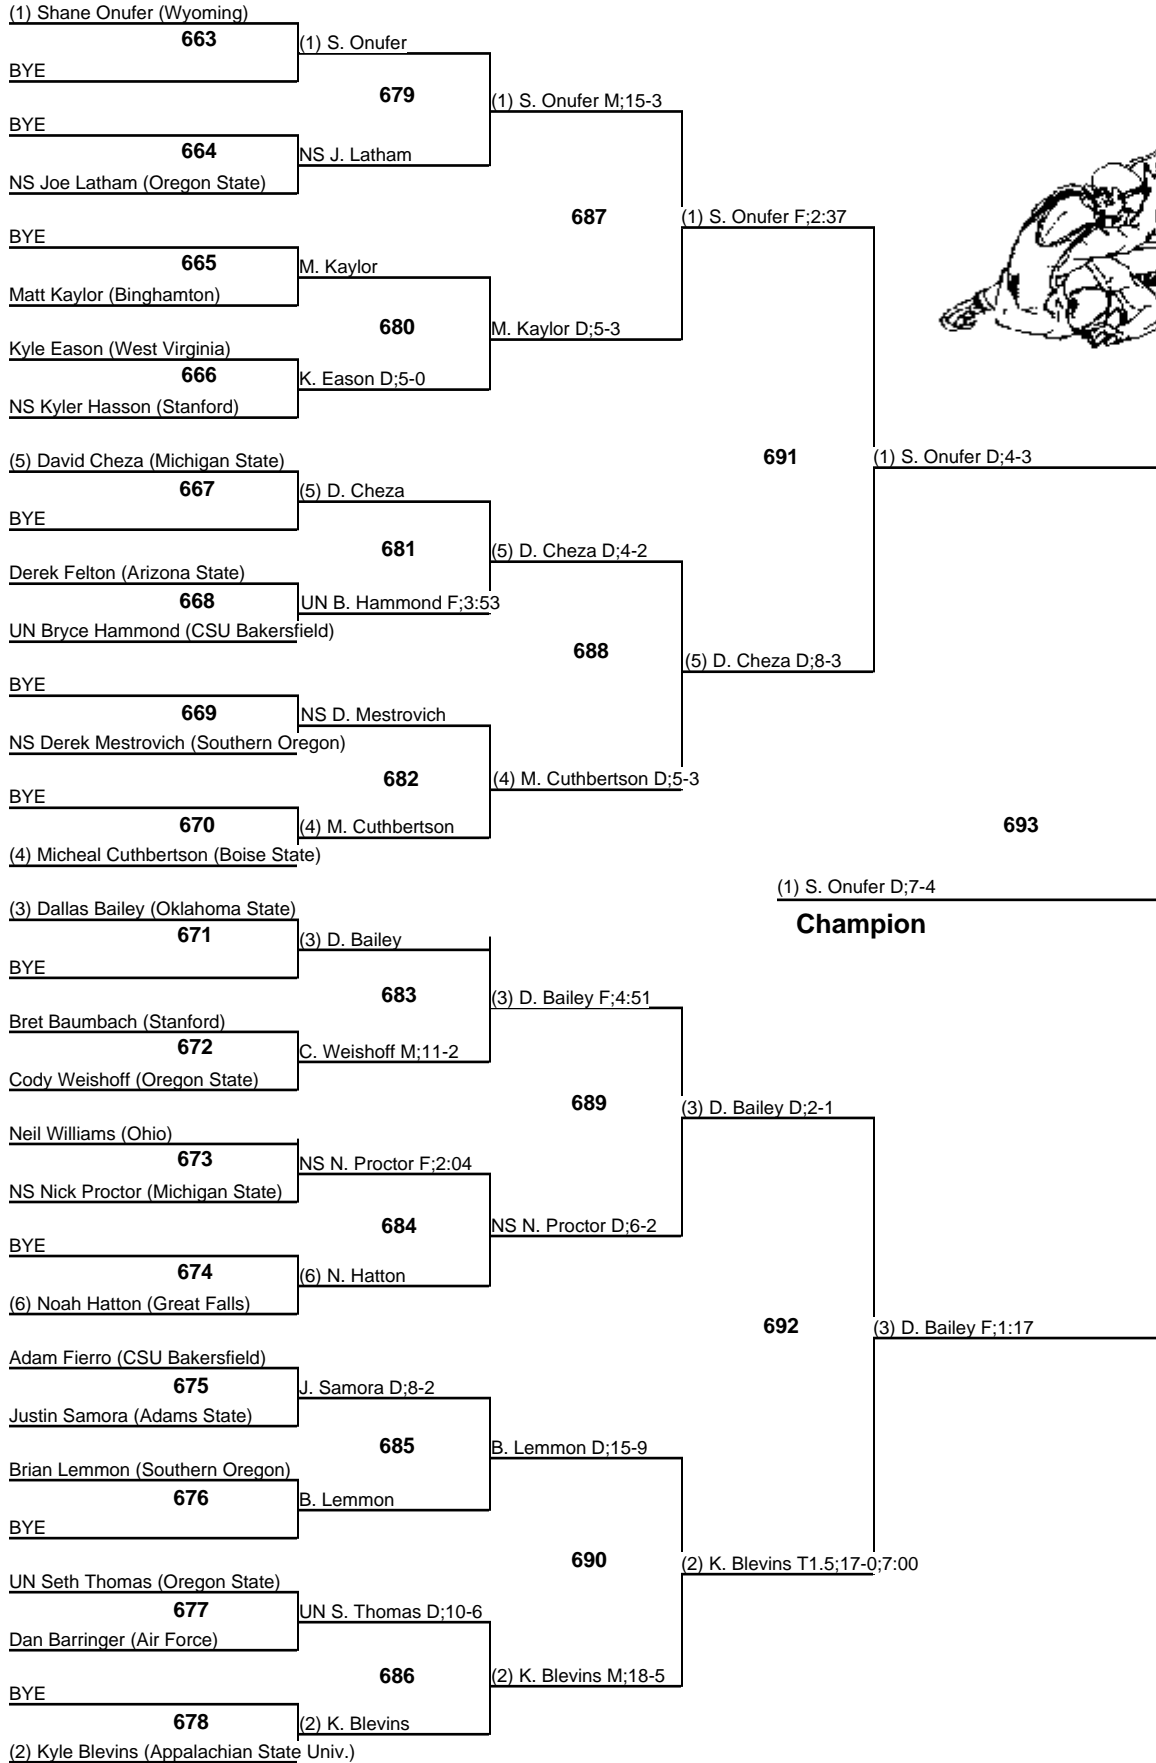 (1) Shane Onufer (Wyoming)
663
(1) S. Onufer
BYE
679
(1) S. Onufer M;15-3
BYE
664
NS J. Latham
NS Joe Latham (Oregon State)
687
(1) S. Onufer F;2:37
BYE
665
M. Kaylor
Matt Kaylor (Binghamton)
680
M. Kaylor D;5-3
Kyle Eason (West Virginia)
666
K. Eason D;5-0
NS Kyler Hasson (Stanford)
691
(1) S. Onufer D;4-3
(5) David Cheza (Michigan State)
667
(5) D. Cheza
BYE
681
(5) D. Cheza D;4-2
Derek Felton (Arizona State)
668
UN B. Hammond F;3:53
UN Bryce Hammond (CSU Bakersfield)
688
(5) D. Cheza D;8-3
BYE
669
NS D. Mestrovich
NS Derek Mestrovich (Southern Oregon)
682
(4) M. Cuthbertson D;5-3
BYE
670
(4) M. Cuthbertson
(4) Micheal Cuthbertson (Boise State)
693
(1) S. Onufer D;7-4
Champion
(3) Dallas Bailey (Oklahoma State)
671
(3) D. Bailey
BYE
683
(3) D. Bailey F;4:51
Bret Baumbach (Stanford)
672
C. Weishoff M;11-2
Cody Weishoff (Oregon State)
689
(3) D. Bailey D;2-1
Neil Williams (Ohio)
673
NS N. Proctor F;2:04
NS Nick Proctor (Michigan State)
684
NS N. Proctor D;6-2
BYE
674
(6) N. Hatton
(6) Noah Hatton (Great Falls)
692
(3) D. Bailey F;1:17
Adam Fierro (CSU Bakersfield)
675
J. Samora D;8-2
Justin Samora (Adams State)
685
B. Lemmon D;15-9
Brian Lemmon (Southern Oregon)
676
B. Lemmon
BYE
690
(2) K. Blevins T1.5;17-0;7:00
UN Seth Thomas (Oregon State)
677
UN S. Thomas D;10-6
Dan Barringer (Air Force)
686
(2) K. Blevins M;18-5
BYE
678
(2) K. Blevins
(2) Kyle Blevins (Appalachian State Univ.)